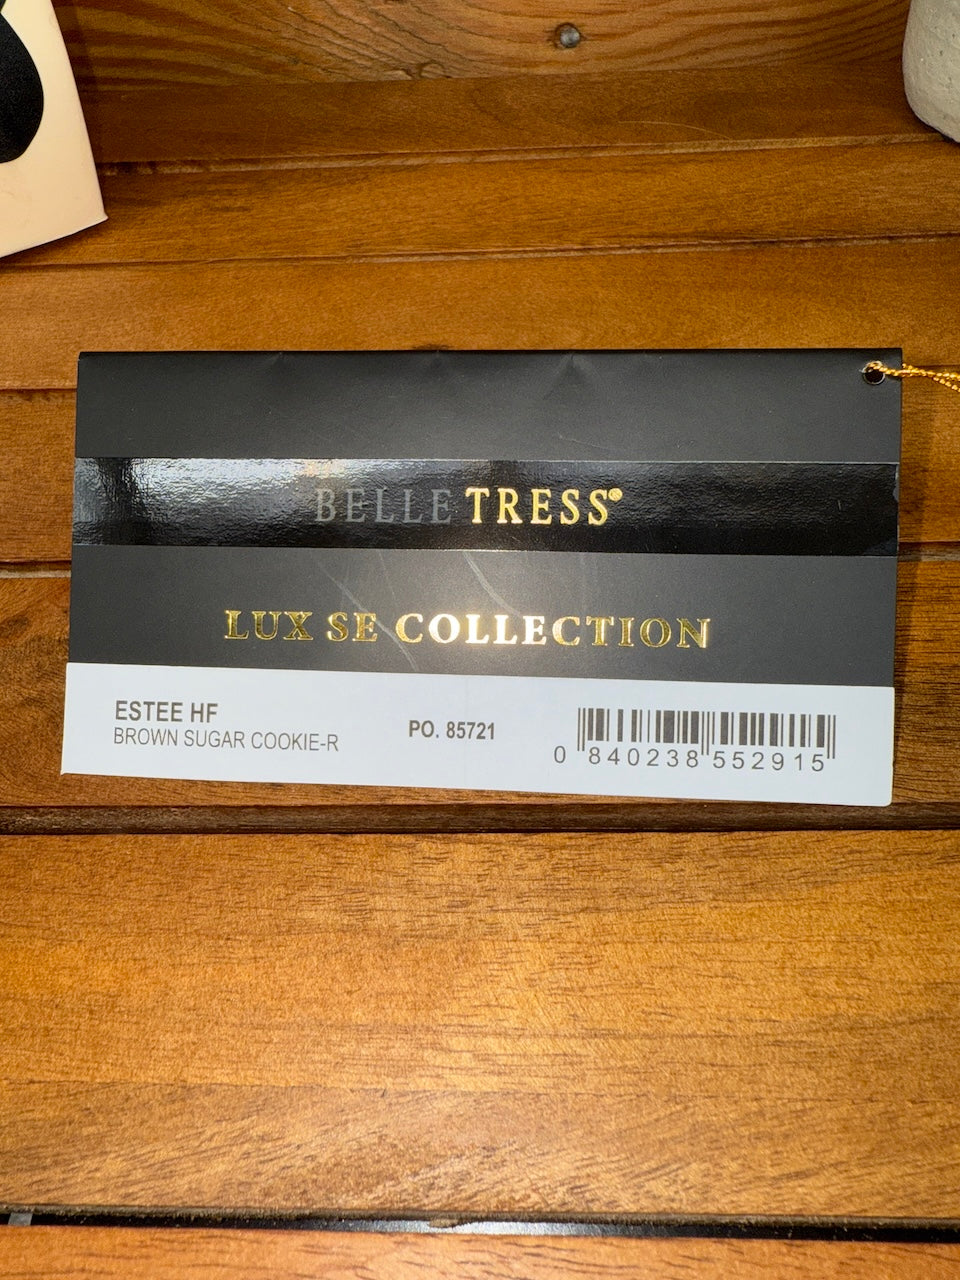 BELLE TRESS®
LUX SE COLLECTION
ESTEE HF
BROWN SUGAR COOKIE-R
PO. 85721
0 840238 552915